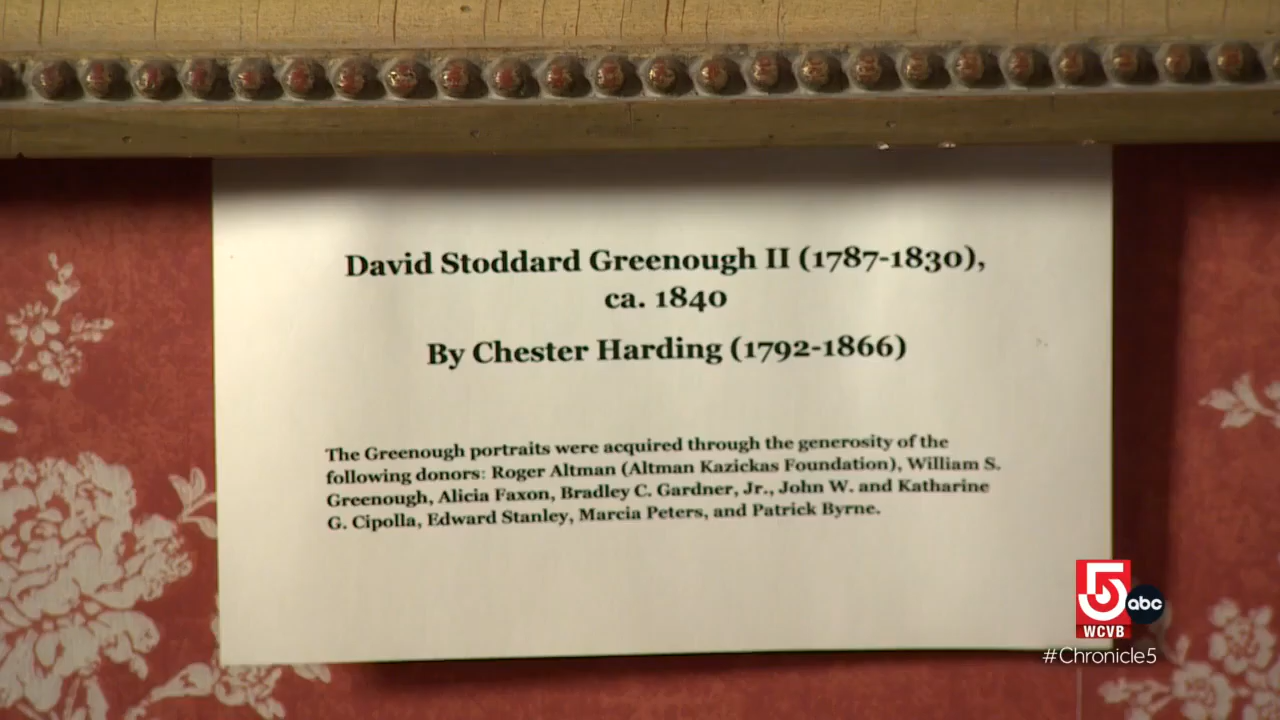 David Stoddard Greenough II (1787-1830),
ca. 1840
By Chester Harding (1792-1866)
The Greenough portraits were acquired through the generosity of the
following donors: Roger Altman (Altman Kazickas Foundation), William S.
Greenough, Alicia Faxon, Bradley C. Gardner, Jr., John W. and Katharine
G. Cipolla, Edward Stanley, Marcia Peters, and Patrick Byrne.
5 abc
WCVB
#Chronicle5